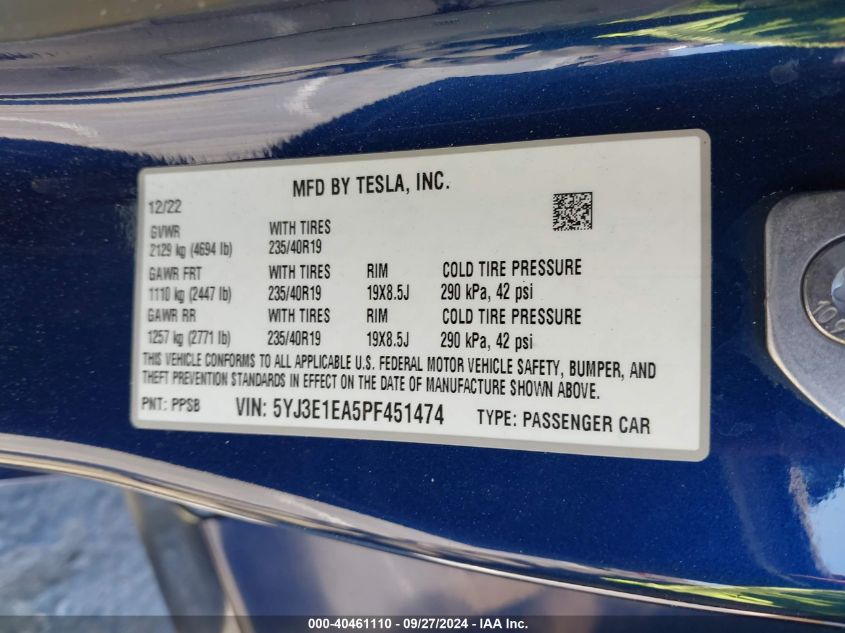 MFD BY TESLA, INC.
12/22
GVWR WITH TIRES
2129 kg (4694 lb) 235/40R19
GAWR FRT WITH TIRES RIM COLD TIRE PRESSURE
1110 kg (2447 lb) 235/40R19 19X8.5J 290 kPa, 42 psi
GAWR RR WITH TIRES RIM COLD TIRE PRESSURE
1257 kg (2771 lb) 235/40R19 19X8.5J 290 kPa, 42 psi
THIS VEHICLE CONFORMS TO ALL APPLICABLE U.S. FEDERAL MOTOR VEHICLE SAFETY, BUMPER, AND
THEFT PREVENTION STANDARDS IN EFFECT ON THE DATE OF MANUFACTURE SHOWN ABOVE.
PNT: PPSB VIN: 5YJ3E1EA5PF451474 TYPE: PASSENGER CAR
000-40461110 - 09/27/2024 - IAA Inc.